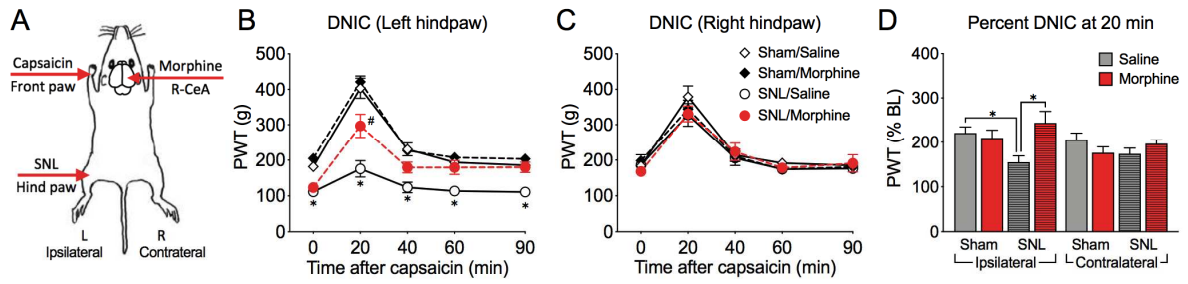 A
Capsaicin
Front paw
Morphine
R-CeA
SNL
Hind paw
L
Ipsilateral
R
Contrateral
B
DNIC (Left hindpaw)
PWT (g)
500
400
300
200
100
0
#
*
* * * *
0 20 40 60 90
Time after capsaicin (min)
C
DNIC (Right hindpaw)
PWT (g)
500
400
300
200
100
0
Sham/Saline
Sham/Morphine
SNL/Saline
SNL/Morphine
0 20 40 60 90
Time after capsaicin (min)
D
Percent DNIC at 20 min
Saline
Morphine
PWT (% BL)
400
300
200
100
0
*
*
Sham SNL Sham SNL
Ipsilateral Contralateral